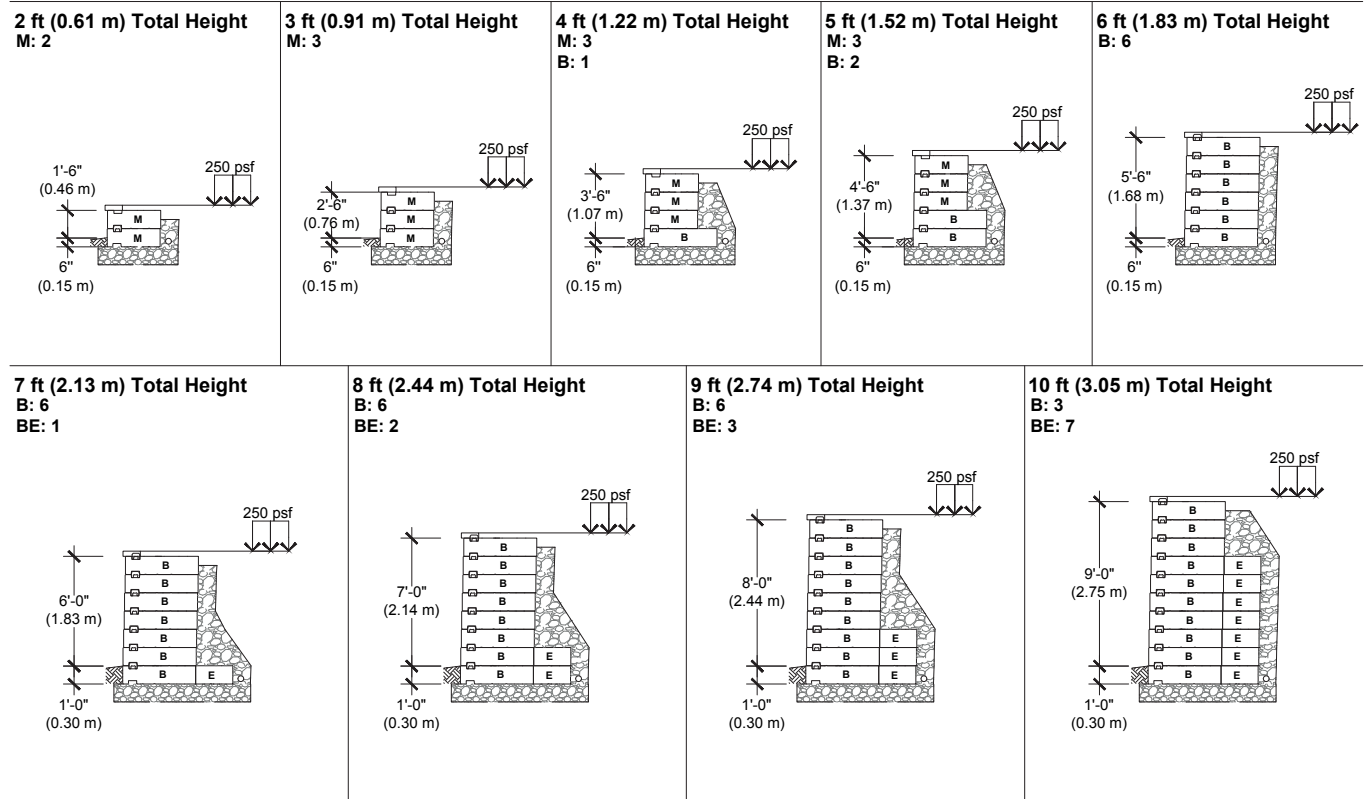 2 ft (0.61 m) Total Height
M: 2
1'-6"
(0.46 m)
250 psf
M
M
6"
(0.15 m)
3 ft (0.91 m) Total Height
M: 3
250 psf
2'-6"
(0.76 m)
M
M
M
6"
(0.15 m)
4 ft (1.22 m) Total Height
M: 3
B: 1
250 psf
3'-6"
(1.07 m)
M
M
M
B
6"
(0.15 m)
5 ft (1.52 m) Total Height
M: 3
B: 2
250 psf
4'-6"
(1.37 m)
M
M
M
B
B
6"
(0.15 m)
6 ft (1.83 m) Total Height
B: 6
250 psf
5'-6"
(1.68 m)
B
B
B
B
B
B
6"
(0.15 m)
7 ft (2.13 m) Total Height
B: 6
BE: 1
250 psf
6'-0"
(1.83 m)
B
B
B
B
B
B
B E
1'-0"
(0.30 m)
8 ft (2.44 m) Total Height
B: 6
BE: 2
250 psf
7'-0"
(2.14 m)
B
B
B
B
B
B
B E
B E
1'-0"
(0.30 m)
9 ft (2.74 m) Total Height
B: 6
BE: 3
250 psf
8'-0"
(2.44 m)
B
B
B
B
B
B
B E
B E
B E
1'-0"
(0.30 m)
10 ft (3.05 m) Total Height
B: 3
BE: 7
250 psf
9'-0"
(2.75 m)
B
B
B
B E
B E
B E
B E
B E
B E
B E
1'-0"
(0.30 m)